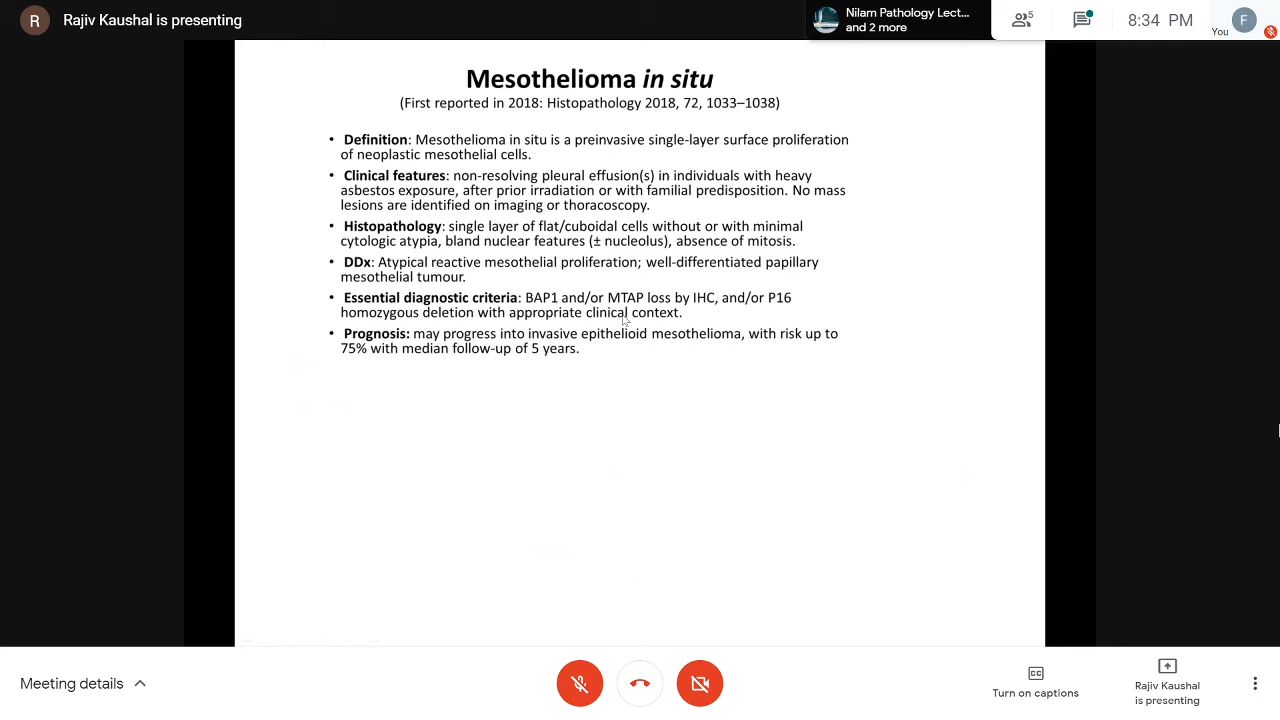 R
Rajiv Kaushal is presenting
Nilam Pathology Lect...
and 2 more
5
8:34 PM
F
You
Mesothelioma in situ
(First reported in 2018: Histopathology 2018, 72, 1033–1038)
• Definition: Mesothelioma in situ is a preinvasive single-layer surface proliferation
of neoplastic mesothelial cells.
• Clinical features: non-resolving pleural effusion(s) in individuals with heavy
asbestos exposure, after prior irradiation or with familial predisposition. No mass
lesions are identified on imaging or thoracoscopy.
• Histopathology: single layer of flat/cuboidal cells without or with minimal
cytologic atypia, bland nuclear features (± nucleolus), absence of mitosis.
• DDx: Atypical reactive mesothelial proliferation; well-differentiated papillary
mesothelial tumour.
• Essential diagnostic criteria: BAP1 and/or MTAP loss by IHC, and/or P16
homozygous deletion with appropriate clinical context.
• Prognosis: may progress into invasive epithelioid mesothelioma, with risk up to
75% with median follow-up of 5 years.
Meeting details
CC
Turn on captions
Rajiv Kaushal
is presenting